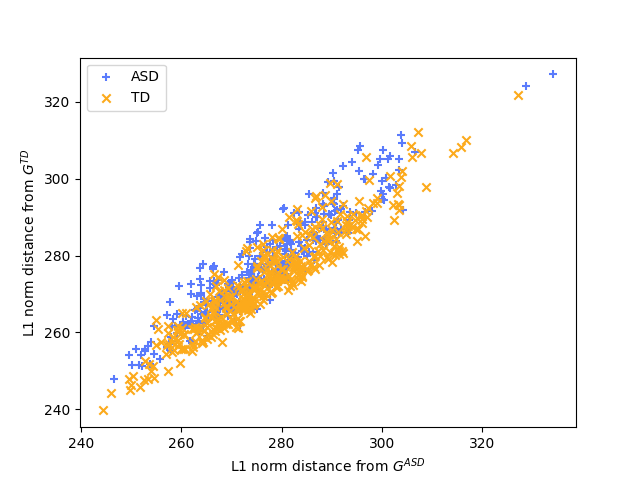 ASD
TD
320
300
280
260
240
L1 norm distance from G^{TD}
240
260
280
300
320
L1 norm distance from G^{ASD}